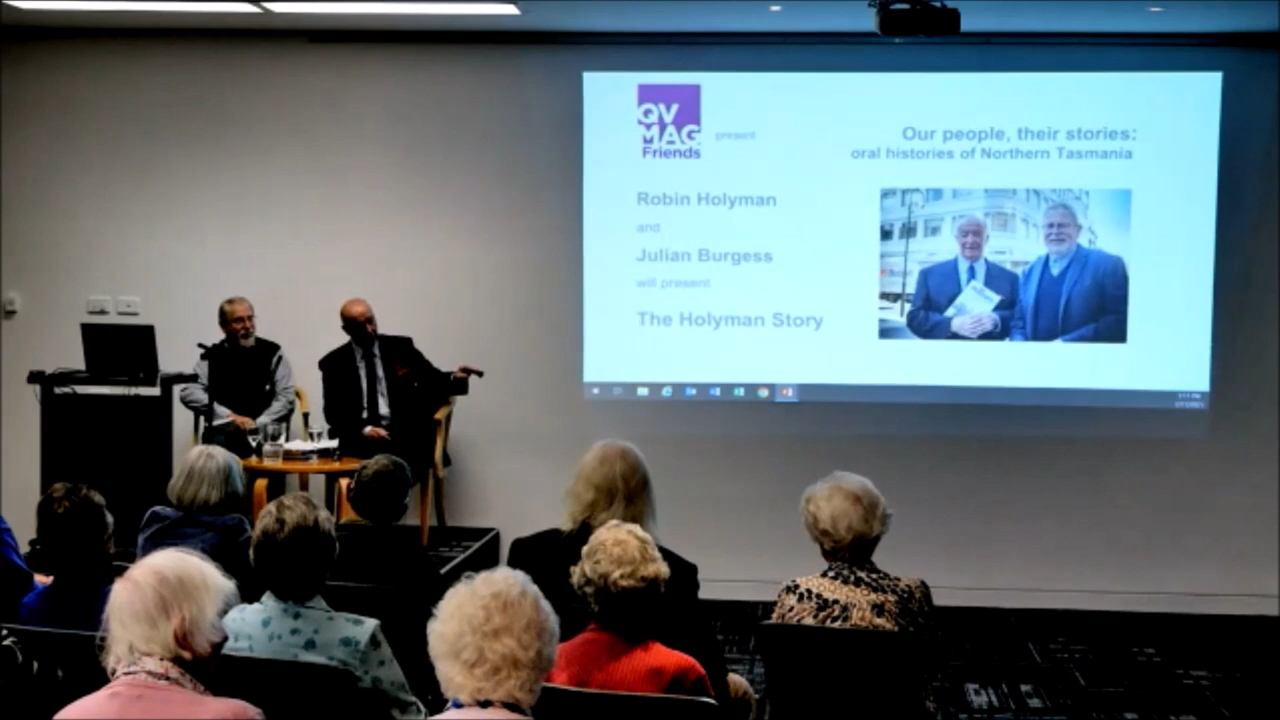 QV
MAG
Friends
present
Our people, their stories:
oral histories of Northern Tasmania
Robin Holyman
and
Julian Burgess
will present
The Holyman Story